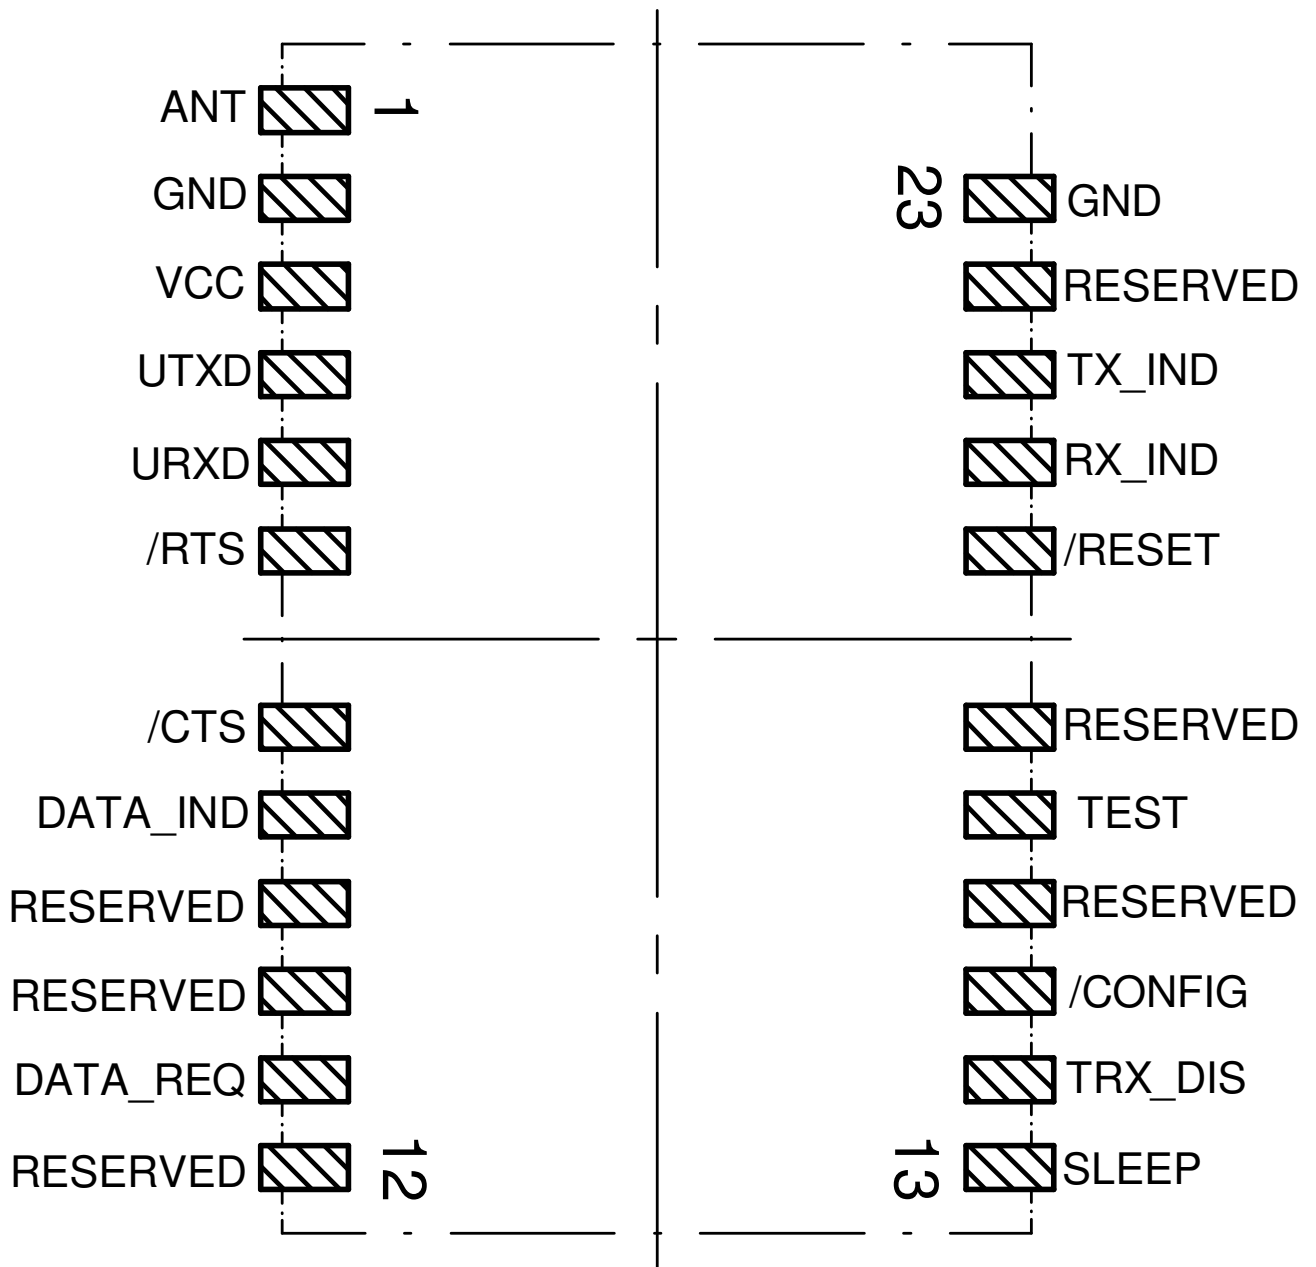 ANT 1
GND 23 GND
VCC RESERVED
UTXD TX_IND
URXD RX_IND
/RTS /RESET
/CTS RESERVED
DATA_IND TEST
RESERVED RESERVED
RESERVED /CONFIG
DATA_REQ TRX_DIS
RESERVED 12 13 SLEEP